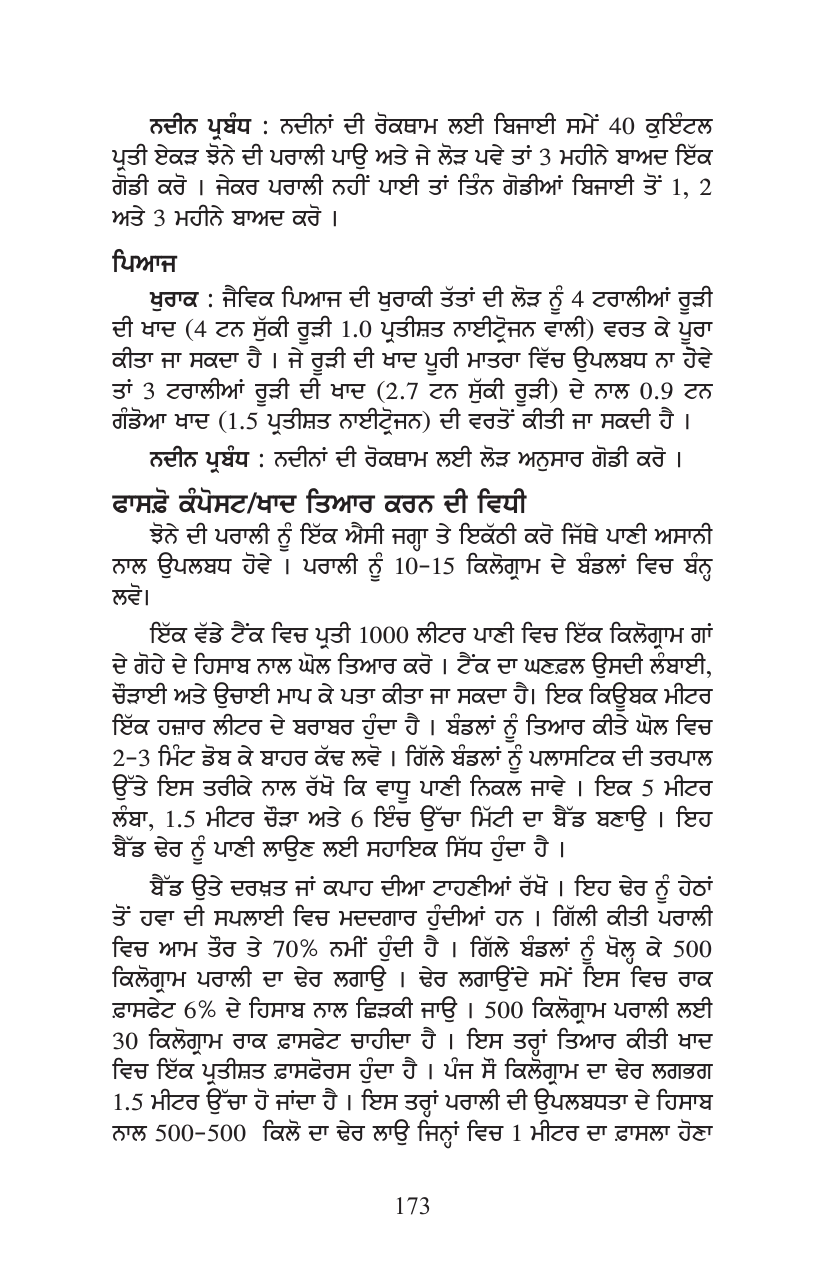 ਨਦੀਨ ਪ੍ਰਬੰਧ : ਨਦੀਨਾਂ ਦੀ ਰੋਕਥਾਮ ਲਈ ਬਿਜਾਈ ਸਮੇਂ 40 ਕੁਇੰਟਲ
ਪ੍ਰਤੀ ਏਕੜ ਝੋਨੇ ਦੀ ਪਰਾਲੀ ਪਾਉ ਅਤੇ ਜੇ ਲੋੜ ਪਵੇ ਤਾਂ 3 ਮਹੀਨੇ ਬਾਅਦ ਇੱਕ
ਗੋਡੀ ਕਰੋ । ਜੇਕਰ ਪਰਾਲੀ ਨਹੀਂ ਪਾਈ ਤਾਂ ਤਿੰਨ ਗੋਡੀਆਂ ਬਿਜਾਈ ਤੋਂ 1, 2
ਅਤੇ 3 ਮਹੀਨੇ ਬਾਅਦ ਕਰੋ ।
ਪਿਆਜ
ਖੁਰਾਕ : ਜੈਵਿਕ ਪਿਆਜ ਦੀ ਖੁਰਾਕੀ ਤੱਤਾਂ ਦੀ ਲੋੜ ਨੂੰ 4 ਟਰਾਲੀਆਂ ਰੂੜੀ
ਦੀ ਖਾਦ (4 ਟਨ ਸੁੱਕੀ ਰੂੜੀ 1.0 ਪ੍ਰਤੀਸ਼ਤ ਨਾਈਟ੍ਰੋਜਨ ਵਾਲੀ) ਵਰਤ ਕੇ ਪੂਰਾ
ਕੀਤਾ ਜਾ ਸਕਦਾ ਹੈ । ਜੇ ਰੂੜੀ ਦੀ ਖਾਦ ਪੂਰੀ ਮਾਤਰਾ ਵਿੱਚ ਉਪਲਬਧ ਨਾ ਹੋਵੇ
ਤਾਂ 3 ਟਰਾਲੀਆਂ ਰੂੜੀ ਦੀ ਖਾਦ (2.7 ਟਨ ਸੁੱਕੀ ਰੂੜੀ) ਦੇ ਨਾਲ 0.9 ਟਨ
ਗੰਡੋਆ ਖਾਦ (1.5 ਪ੍ਰਤੀਸ਼ਤ ਨਾਈਟ੍ਰੋਜਨ) ਦੀ ਵਰਤੋਂ ਕੀਤੀ ਜਾ ਸਕਦੀ ਹੈ ।
ਨਦੀਨ ਪ੍ਰਬੰਧ : ਨਦੀਨਾਂ ਦੀ ਰੋਕਥਾਮ ਲਈ ਲੋੜ ਅਨੁਸਾਰ ਗੋਡੀ ਕਰੋ ।
ਫਾਸਫ਼ੋ ਕੰਪੋਸਟ/ਖਾਦ ਤਿਆਰ ਕਰਨ ਦੀ ਵਿਧੀ
ਝੋਨੇ ਦੀ ਪਰਾਲੀ ਨੂੰ ਇੱਕ ਐਸੀ ਜਗ੍ਹਾ ਤੇ ਇਕੱਠੀ ਕਰੋ ਜਿੱਥੇ ਪਾਣੀ ਅਸਾਨੀ
ਨਾਲ ਉਪਲਬਧ ਹੋਵੇ । ਪਰਾਲੀ ਨੂੰ 10-15 ਕਿਲੋਗ੍ਰਾਮ ਦੇ ਬੰਡਲਾਂ ਵਿਚ ਬੰਨ੍ਹ
ਲਵੋ।
ਇੱਕ ਵੱਡੇ ਟੈਂਕ ਵਿਚ ਪ੍ਰਤੀ 1000 ਲੀਟਰ ਪਾਣੀ ਵਿਚ ਇੱਕ ਕਿਲੋਗ੍ਰਾਮ ਗਾਂ
ਦੇ ਗੋਹੇ ਦੇ ਹਿਸਾਬ ਨਾਲ ਘੋਲ ਤਿਆਰ ਕਰੋ । ਟੈਂਕ ਦਾ ਘਣਫ਼ਲ ਉਸਦੀ ਲੰਬਾਈ,
ਚੌੜਾਈ ਅਤੇ ਉਚਾਈ ਮਾਪ ਕੇ ਪਤਾ ਕੀਤਾ ਜਾ ਸਕਦਾ ਹੈ। ਇਕ ਕਿਊਬਕ ਮੀਟਰ
ਇੱਕ ਹਜ਼ਾਰ ਲੀਟਰ ਦੇ ਬਰਾਬਰ ਹੁੰਦਾ ਹੈ । ਬੰਡਲਾਂ ਨੂੰ ਤਿਆਰ ਕੀਤੇ ਘੋਲ ਵਿਚ
2-3 ਮਿੰਟ ਡੋਬ ਕੇ ਬਾਹਰ ਕੱਢ ਲਵੋ । ਗਿੱਲੇ ਬੰਡਲਾਂ ਨੂੰ ਪਲਾਸਟਿਕ ਦੀ ਤਰਪਾਲ
ਉੱਤੇ ਇਸ ਤਰੀਕੇ ਨਾਲ ਰੱਖੋ ਕਿ ਵਾਧੂ ਪਾਣੀ ਨਿਕਲ ਜਾਵੇ । ਇਕ 5 ਮੀਟਰ
ਲੰਬਾ, 1.5 ਮੀਟਰ ਚੌੜਾ ਅਤੇ 6 ਇੰਚ ਉੱਚਾ ਮਿੱਟੀ ਦਾ ਬੈੱਡ ਬਣਾਉ । ਇਹ
ਬੈੱਡ ਢੇਰ ਨੂੰ ਪਾਣੀ ਲਾਉਣ ਲਈ ਸਹਾਇਕ ਸਿੱਧ ਹੁੰਦਾ ਹੈ ।
ਬੈੱਡ ਉਤੇ ਦਰਖ਼ਤ ਜਾਂ ਕਪਾਹ ਦੀਆ ਟਾਹਣੀਆਂ ਰੱਖੋ । ਇਹ ਢੇਰ ਨੂੰ ਹੇਠਾਂ
ਤੋਂ ਹਵਾ ਦੀ ਸਪਲਾਈ ਵਿਚ ਮਦਦਗਾਰ ਹੁੰਦੀਆਂ ਹਨ । ਗਿੱਲੀ ਕੀਤੀ ਪਰਾਲੀ
ਵਿਚ ਆਮ ਤੌਰ ਤੇ 70% ਨਮੀਂ ਹੁੰਦੀ ਹੈ । ਗਿੱਲੇ ਬੰਡਲਾਂ ਨੂੰ ਖੋਲ੍ਹ ਕੇ 500
ਕਿਲੋਗ੍ਰਾਮ ਪਰਾਲੀ ਦਾ ਢੇਰ ਲਗਾਉ । ਢੇਰ ਲਗਾਉਂਦੇ ਸਮੇਂ ਇਸ ਵਿਚ ਰਾਕ
ਫ਼ਾਸਫੇਟ 6% ਦੇ ਹਿਸਾਬ ਨਾਲ ਛਿੜਕੀ ਜਾਉ । 500 ਕਿਲੋਗ੍ਰਾਮ ਪਰਾਲੀ ਲਈ
30 ਕਿਲੋਗ੍ਰਾਮ ਰਾਕ ਫ਼ਾਸਫੇਟ ਚਾਹੀਦਾ ਹੈ । ਇਸ ਤਰ੍ਹਾਂ ਤਿਆਰ ਕੀਤੀ ਖਾਦ
ਵਿਚ ਇੱਕ ਪ੍ਰਤੀਸ਼ਤ ਫ਼ਾਸਫੋਰਸ ਹੁੰਦਾ ਹੈ । ਪੰਜ ਸੌ ਕਿਲੋਗ੍ਰਾਮ ਦਾ ਢੇਰ ਲਗਭਗ
1.5 ਮੀਟਰ ਉੱਚਾ ਹੋ ਜਾਂਦਾ ਹੈ । ਇਸ ਤਰ੍ਹਾਂ ਪਰਾਲੀ ਦੀ ਉਪਲਬਧਤਾ ਦੇ ਹਿਸਾਬ
ਨਾਲ 500-500 ਕਿਲੋ ਦਾ ਢੇਰ ਲਾਉ ਜਿਨ੍ਹਾਂ ਵਿਚ 1 ਮੀਟਰ ਦਾ ਫ਼ਾਸਲਾ ਹੋਣਾ
173